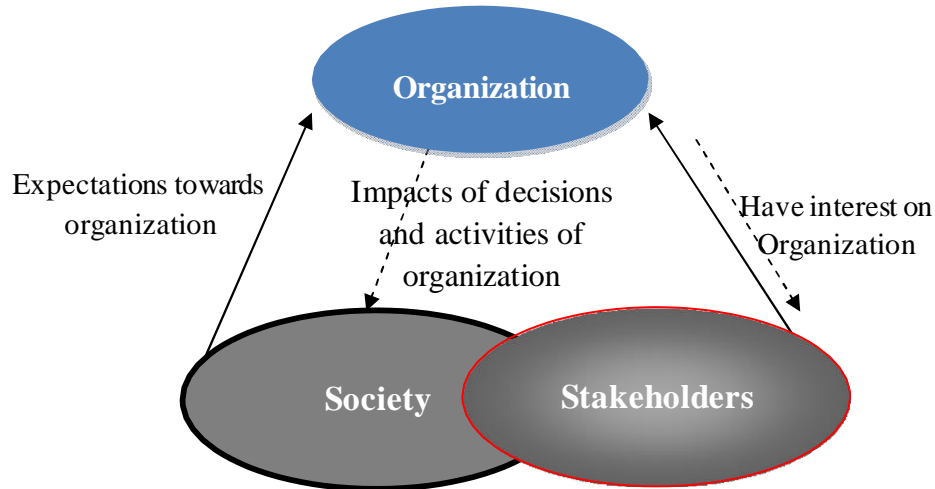 Organization
Expectations towards
organization
Impacts of decisions
and activities of
organization
Have interest on
Organization
Society
Stakeholders